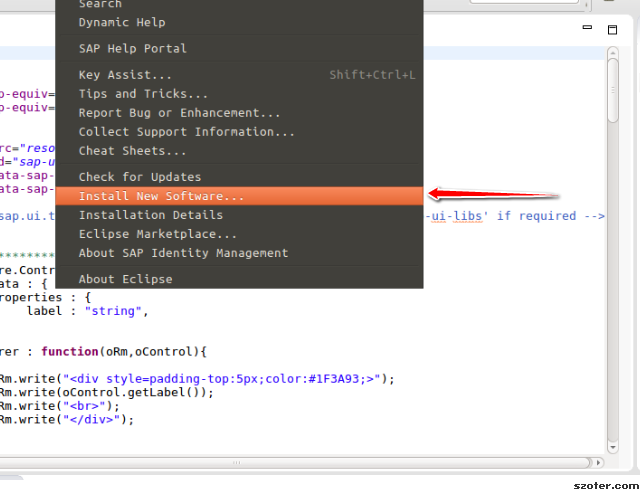 Search
Dynamic Help
SAP Help Portal
Key Assist... Shift+Ctrl+L
Tips and Tricks...
Report Bug or Enhancement...
Collect Support Information...
Cheat Sheets...
Check for Updates
Install New Software...
Installation Details
Eclipse Marketplace...
About SAP Identity Management
About Eclipse
p-equiv=
p-equiv=
rc="reso
d="sap-u
ata-sap-
ata-sap-
sap.ui.t
-ui-libs' if required -->
*********
re.Contr
ata : {
roperties : {
label : "string",
rer : function(oRm,oControl){
Rm.write("<div style=padding-top:5px;color:#1F3A93;>");
Rm.write(oControl.getLabel());
Rm.write("<br>");
Rm.write("</div>");
szoter.com